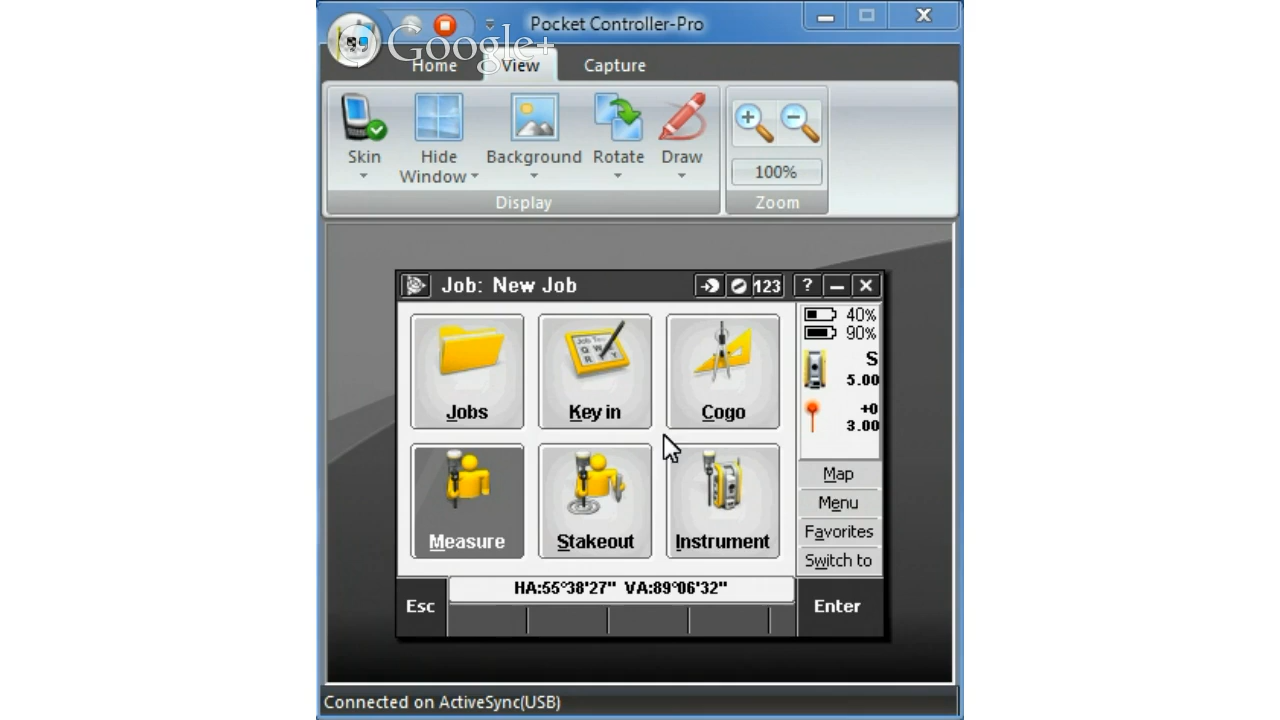 Pocket Controller-Pro
Google+
Home View Capture
Skin Hide Window Background Rotate Draw
100%
Display Zoom
Job: New Job 123 ?
40%
90%
S
5.00
+0
3.00
Jobs Key in Cogo
Measure Stakeout Instrument
Map
Menu
Favorites
Switch to
HA:55°38'27" VA:89°06'32"
Esc Enter
Connected on ActiveSync(USB)